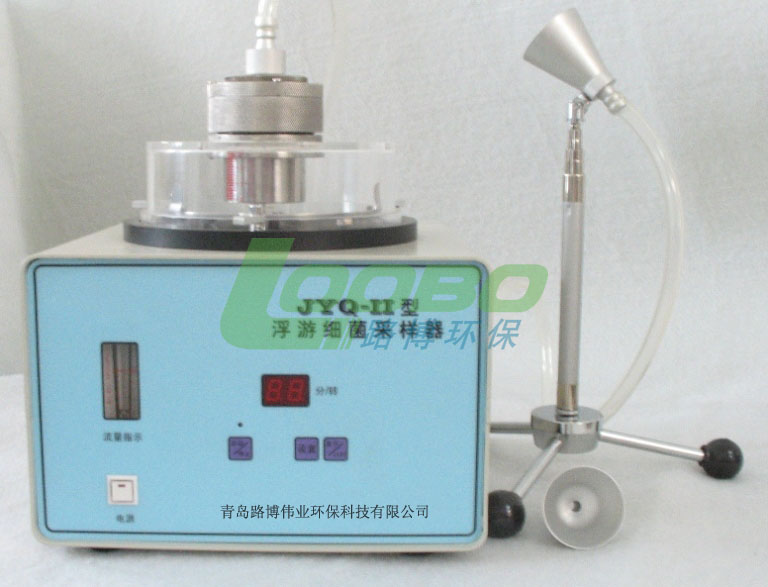 LOOBO
路博环保
JYQ-II型
浮游细菌采样器
分/转
流量指示
设置
电源
青岛路博伟业环保科技有限公司